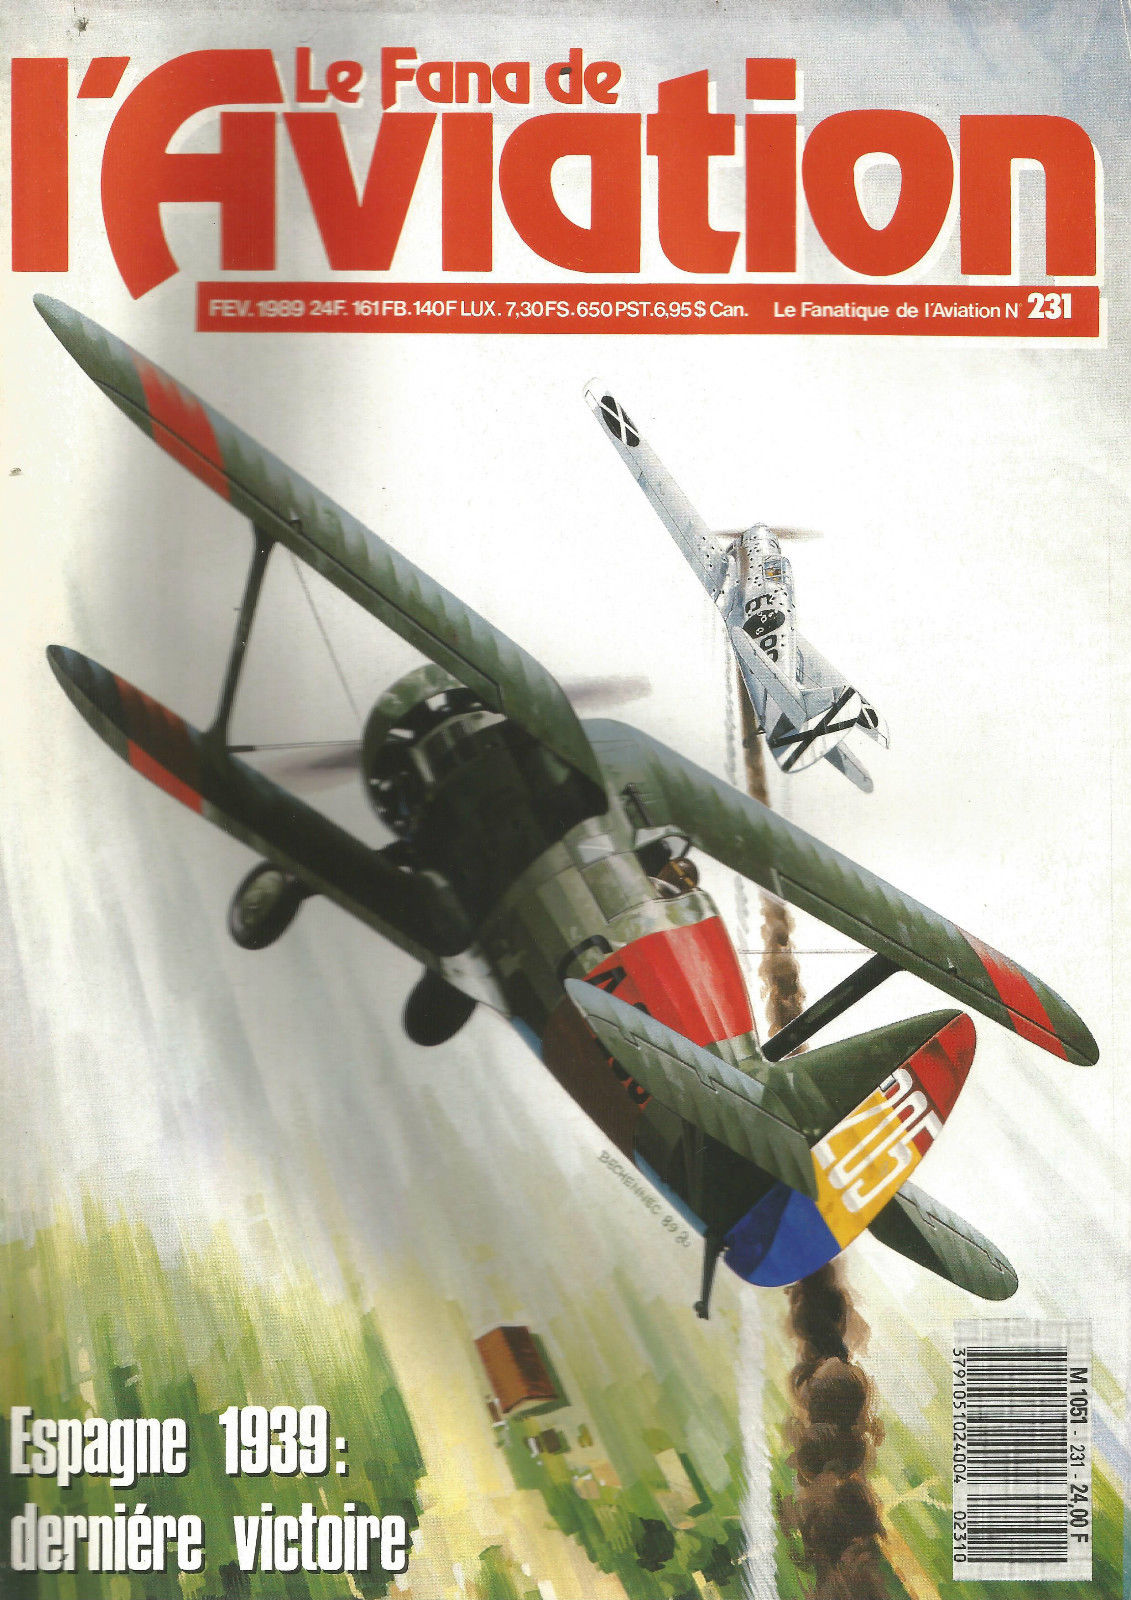 Le Fana de
l'Aviation
FEV. 1989 24F. 161FB. 140F LUX. 7,30FS. 650PST. 6,95$ Can. Le Fanatique de l'Aviation N° 231
BECHENNEC 89
205
Espagne 1939:
derniére victoire
M 1051 - 231 - 24,00 F
3791051024004 02310